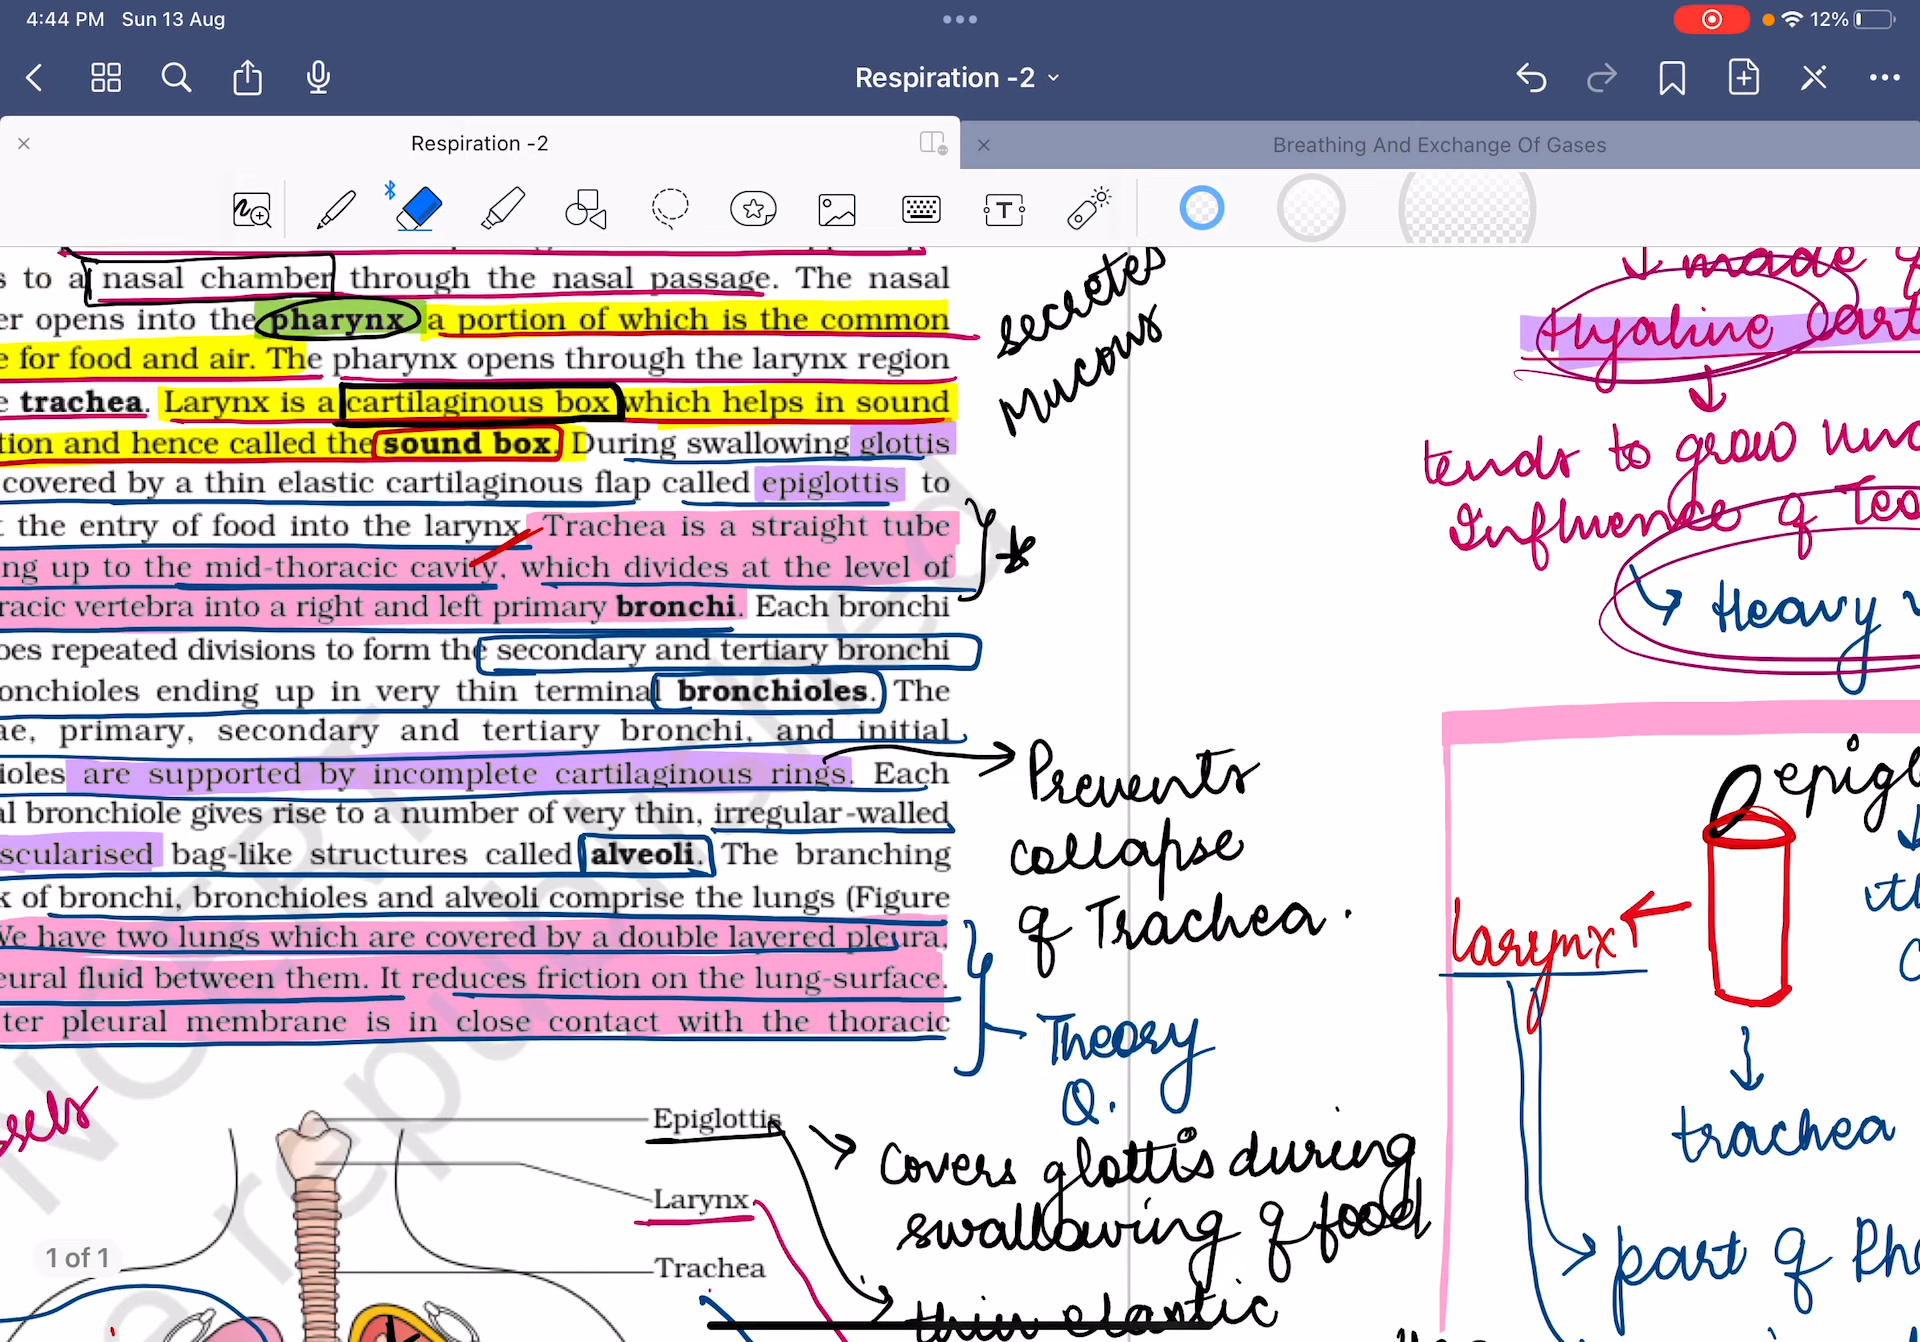 4:44 PM Sun 13 Aug
12%
Respiration -2
Respiration -2
Breathing And Exchange Of Gases
s to a nasal chamber through the nasal passage. The nasal
er opens into the pharynx, a portion of which is the common
e for food and air. The pharynx opens through the larynx region
e trachea. Larynx is a cartilaginous box which helps in sound
tion and hence called the sound box. During swallowing glottis
covered by a thin elastic cartilaginous flap called epiglottis to
t the entry of food into the larynx. Trachea is a straight tube
ng up to the mid-thoracic cavity, which divides at the level of
racic vertebra into a right and left primary bronchi. Each bronchi
oes repeated divisions to form the secondary and tertiary bronchi
onchioles ending up in very thin terminal bronchioles. The
ae, primary, secondary and tertiary bronchi, and initial
ioles are supported by incomplete cartilaginous rings. Each
al bronchiole gives rise to a number of very thin, irregular-walled
scularised bag-like structures called alveoli. The branching
k of bronchi, bronchioles and alveoli comprise the lungs (Figure
We have two lungs which are covered by a double layered pleura,
eural fluid between them. It reduces friction on the lung-surface.
ter pleural membrane is in close contact with the thoracic
secretes
Mucous
Prevents
collapse
of Trachea.
Theory
Q.
ssels
Epiglottis
Larynx
Trachea
Covers glottis during
swallowing of food
thin elastic
1 of 1
made
Hyaline Cart
tends to grow und
Influence of Tes
Heavy
epigl
larynx
trachea
part of Pha
NCERT
republished